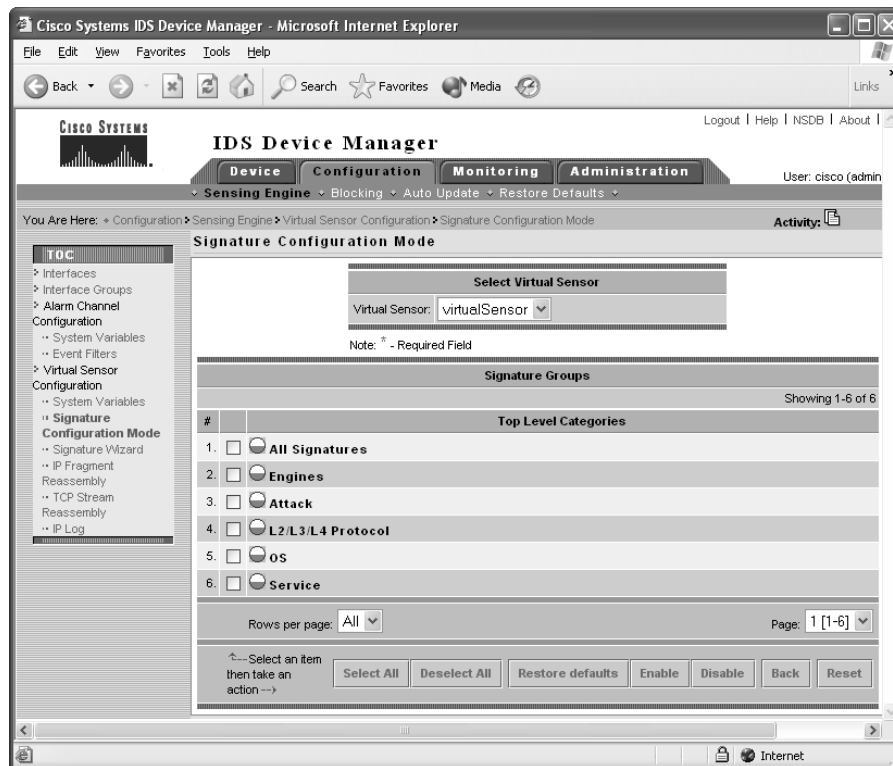 Cisco Systems IDS Device Manager - Microsoft Internet Explorer
File Edit View Favorites Tools Help
Back Search Favorites Media Links
CISCO SYSTEMS
Logout | Help | NSDB | About |
IDS Device Manager
Device Configuration Monitoring Administration
User: cisco (admin
Sensing Engine Blocking Auto Update Restore Defaults
You Are Here: Configuration Sensing Engine Virtual Sensor Configuration Signature Configuration Mode
Activity:
Signature Configuration Mode
TOC
Interfaces
Interface Groups
Alarm Channel
Configuration
System Variables
Event Filters
Virtual Sensor
Configuration
System Variables
Signature
Configuration Mode
Signature Wizard
IP Fragment
Reassembly
TCP Stream
Reassembly
IP Log
Select Virtual Sensor
Virtual Sensor: virtualSensor
Note: * - Required Field
Signature Groups
Showing 1-6 of 6
# Top Level Categories
1. All Signatures
2. Engines
3. Attack
4. L2/L3/L4 Protocol
5. OS
6. Service
Rows per page: All
Page: 1 [1-6]
Select an item
then take an
action -->
Select All Deselect All Restore defaults Enable Disable Back Reset
Internet